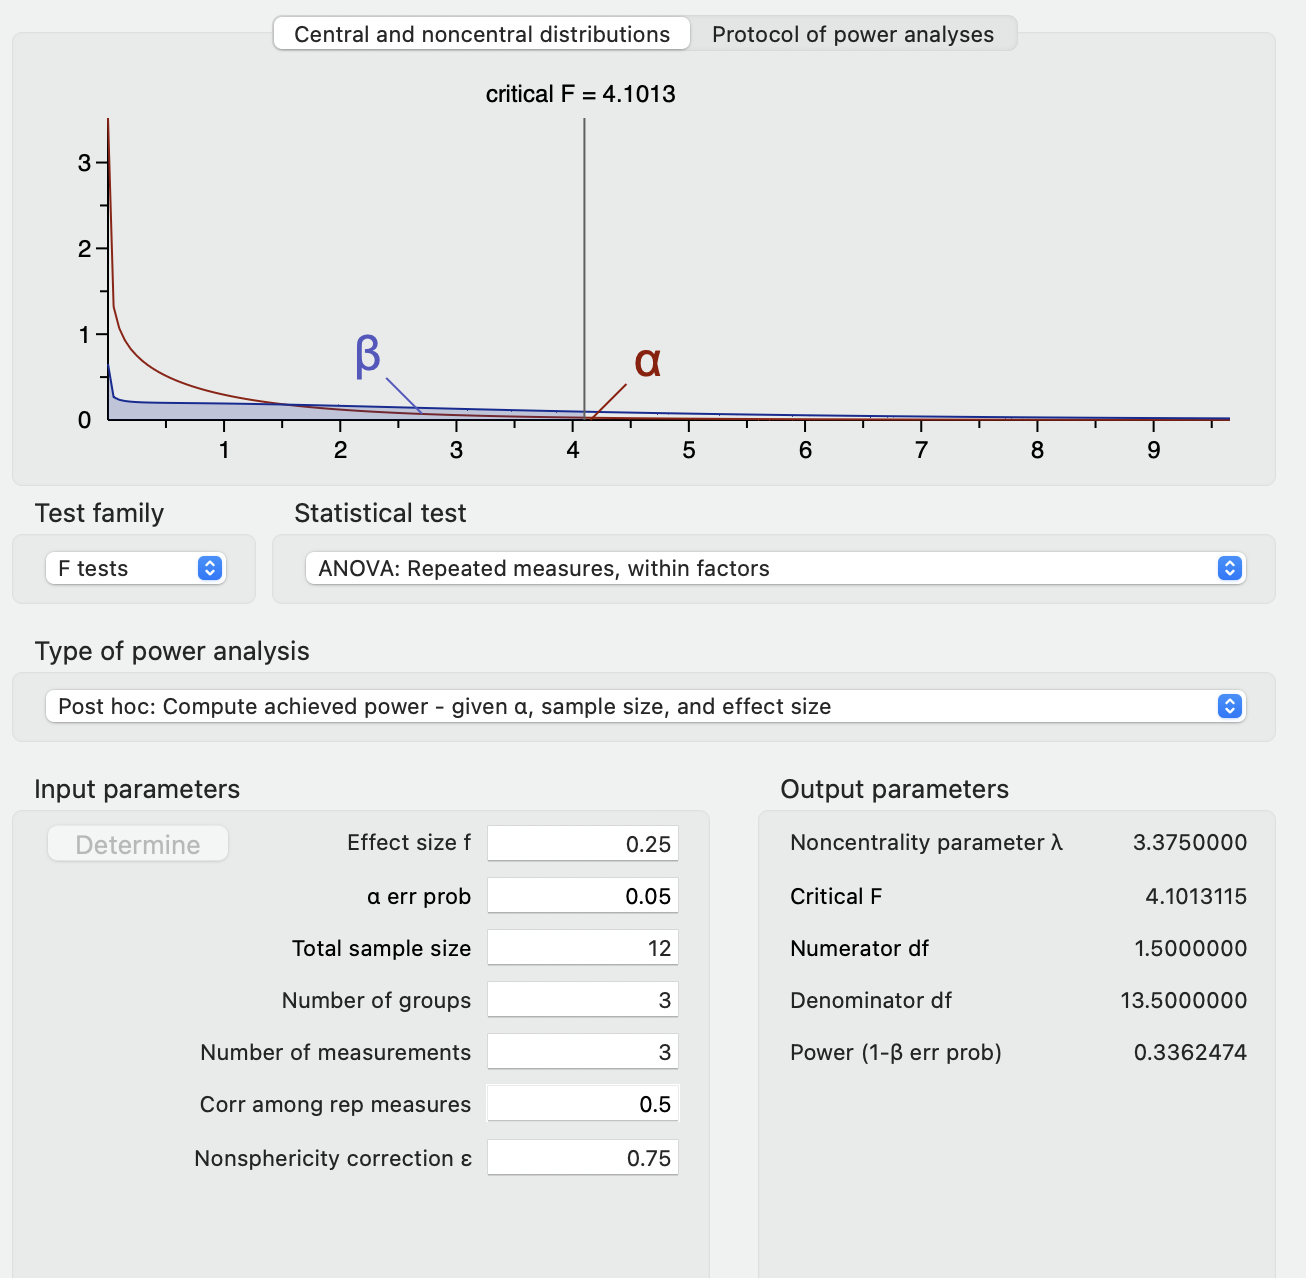 Central and noncentral distributions Protocol of power analyses
critical F = 4.1013
3
2
1
0
β
α
1 2 3 4 5 6 7 8 9
Test family Statistical test
F tests ANOVA: Repeated measures, within factors
Type of power analysis
Post hoc: Compute achieved power - given α, sample size, and effect size
Input parameters Output parameters
Determine Effect size f 0.25 Noncentrality parameter λ 3.3750000
α err prob 0.05 Critical F 4.1013115
Total sample size 12 Numerator df 1.5000000
Number of groups 3 Denominator df 13.5000000
Number of measurements 3 Power (1-β err prob) 0.3362474
Corr among rep measures 0.5
Nonsphericity correction ε 0.75